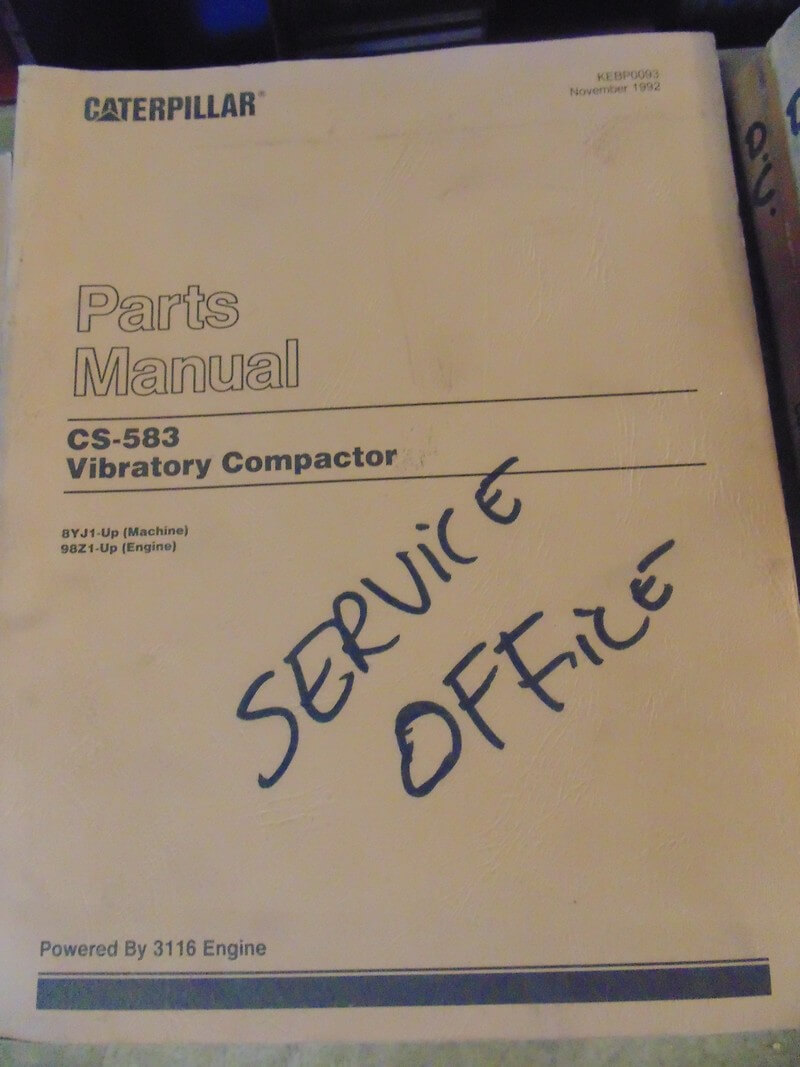 CATERPILLAR®
KEBP0093
November 1992
Parts
Manual
CS-583
Vibratory Compactor
8YJ1-Up (Machine)
98Z1-Up (Engine)
SERVICE
OFFICE
Powered By 3116 Engine